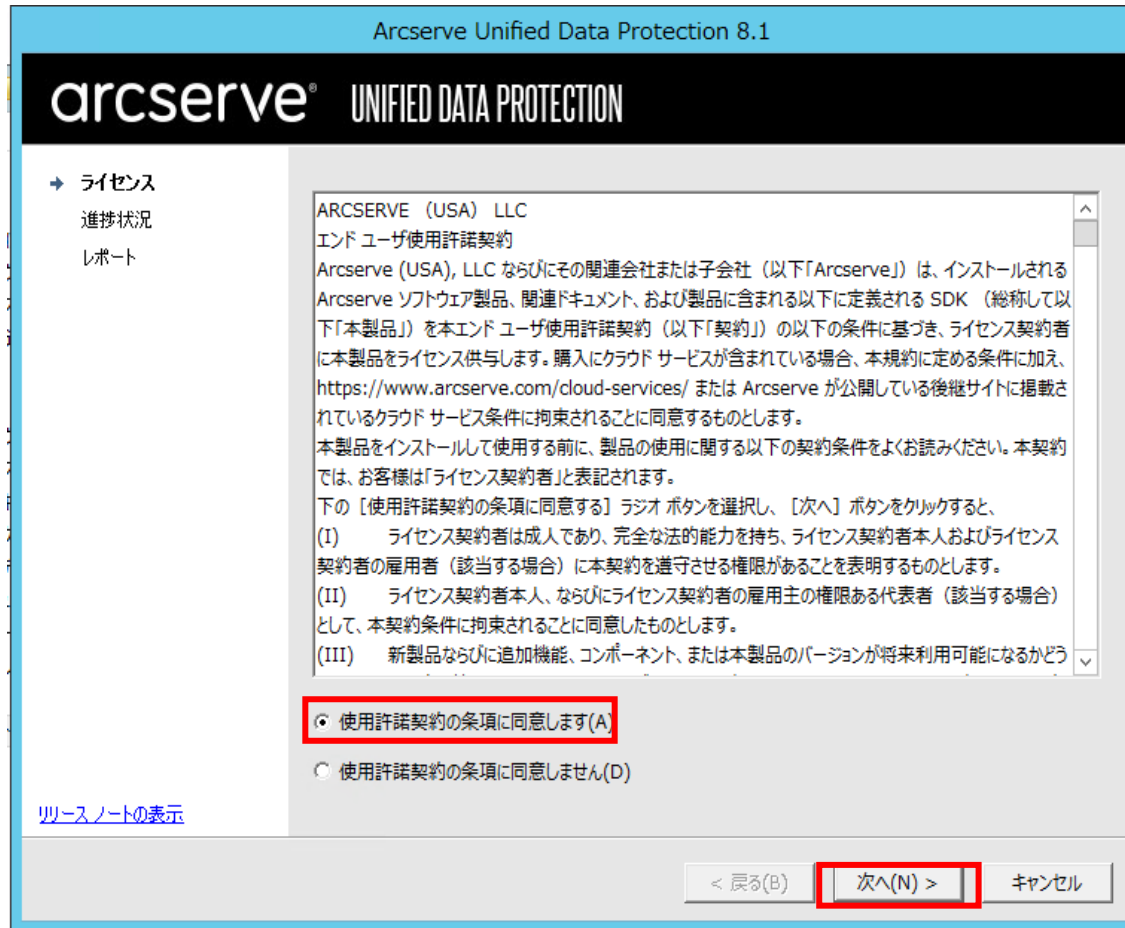 Arcserve Unified Data Protection 8.1
arcserve® UNIFIED DATA PROTECTION
ライセンス
進捗状況
レポート
ARCSERVE （USA） LLC
エンド ユーザ使用許諾契約
Arcserve (USA), LLC ならびにその関連会社または子会社（以下「Arcserve」）は、インストールされる
Arcserve ソフトウェア製品、関連ドキュメント、および製品に含まれる以下に定義される SDK （総称して以
下「本製品」）を本エンド ユーザ使用許諾契約（以下「契約」）の以下の条件に基づき、ライセンス契約者
に本製品をライセンス供与します。購入にクラウド サービスが含まれている場合、本規約に定める条件に加え、
https://www.arcserve.com/cloud-services/ または Arcserve が公開している後継サイトに掲載さ
れているクラウド サービス条件に拘束されることに同意するものとします。
本製品をインストールして使用する前に、製品の使用に関する以下の契約条件をよくお読みください。本契約
では、お客様は「ライセンス契約者」と表記されます。
下の［使用許諾契約の条項に同意する］ラジオ ボタンを選択し、［次へ］ボタンをクリックすると、
(I) ライセンス契約者は成人であり、完全な法的能力を持ち、ライセンス契約者本人およびライセンス
契約者の雇用者（該当する場合）に本契約を遵守させる権限があることを表明するものとします。
(II) ライセンス契約者本人、ならびにライセンス契約者の雇用主の権限ある代表者（該当する場合）
として、本契約条件に拘束されることに同意したものとします。
(III) 新製品ならびに追加機能、コンポーネント、または本製品のバージョンが将来利用可能になるかどう
使用許諾契約の条項に同意します(A)
使用許諾契約の条項に同意しません(D)
リリース ノートの表示
< 戻る(B)
次へ(N) >
キャンセル